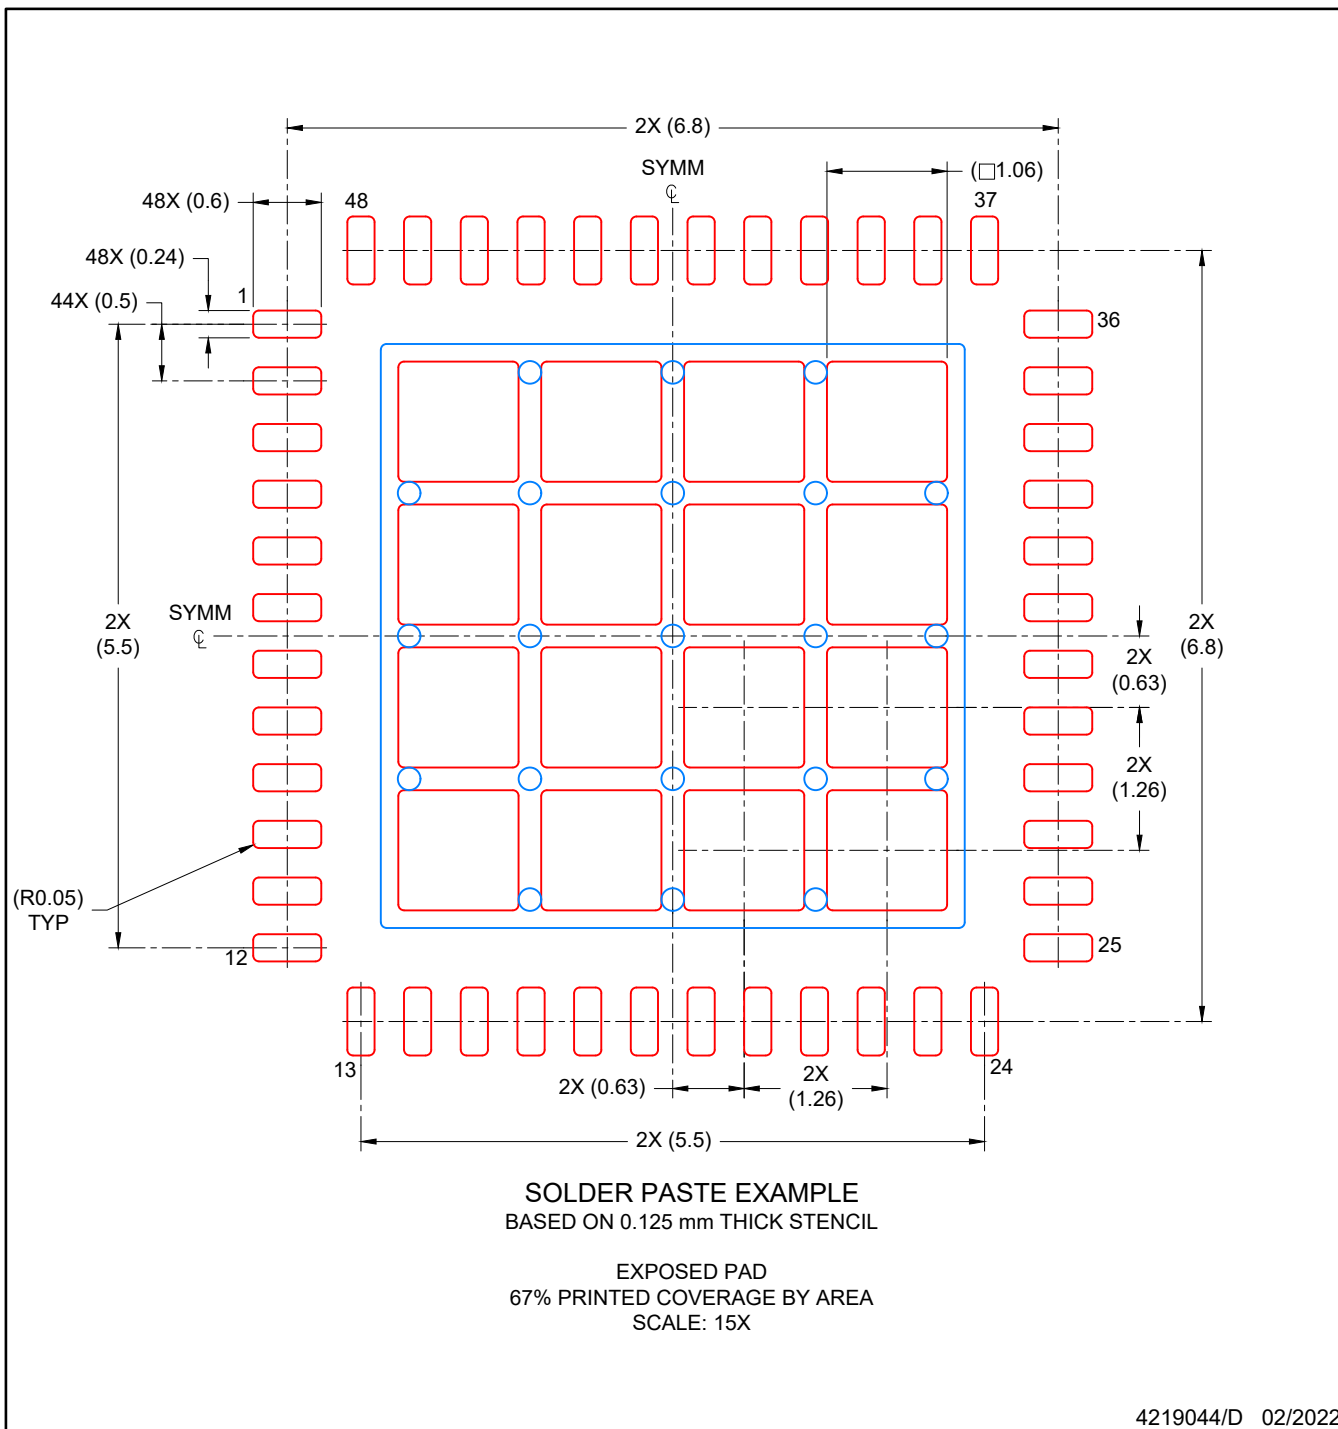 2X (6.8)
SYMM
℄
(□1.06)
48X (0.6)
48
37
48X (0.24)
44X (0.5)
1
36
SYMM
℄
2X
(5.5)
2X
(6.8)
2X
(0.63)
2X
(1.26)
(R0.05)
TYP
12
25
13
24
2X (0.63)
2X
(1.26)
2X (5.5)
SOLDER PASTE EXAMPLE
BASED ON 0.125 mm THICK STENCIL
EXPOSED PAD
67% PRINTED COVERAGE BY AREA
SCALE: 15X
4219044/D 02/2022